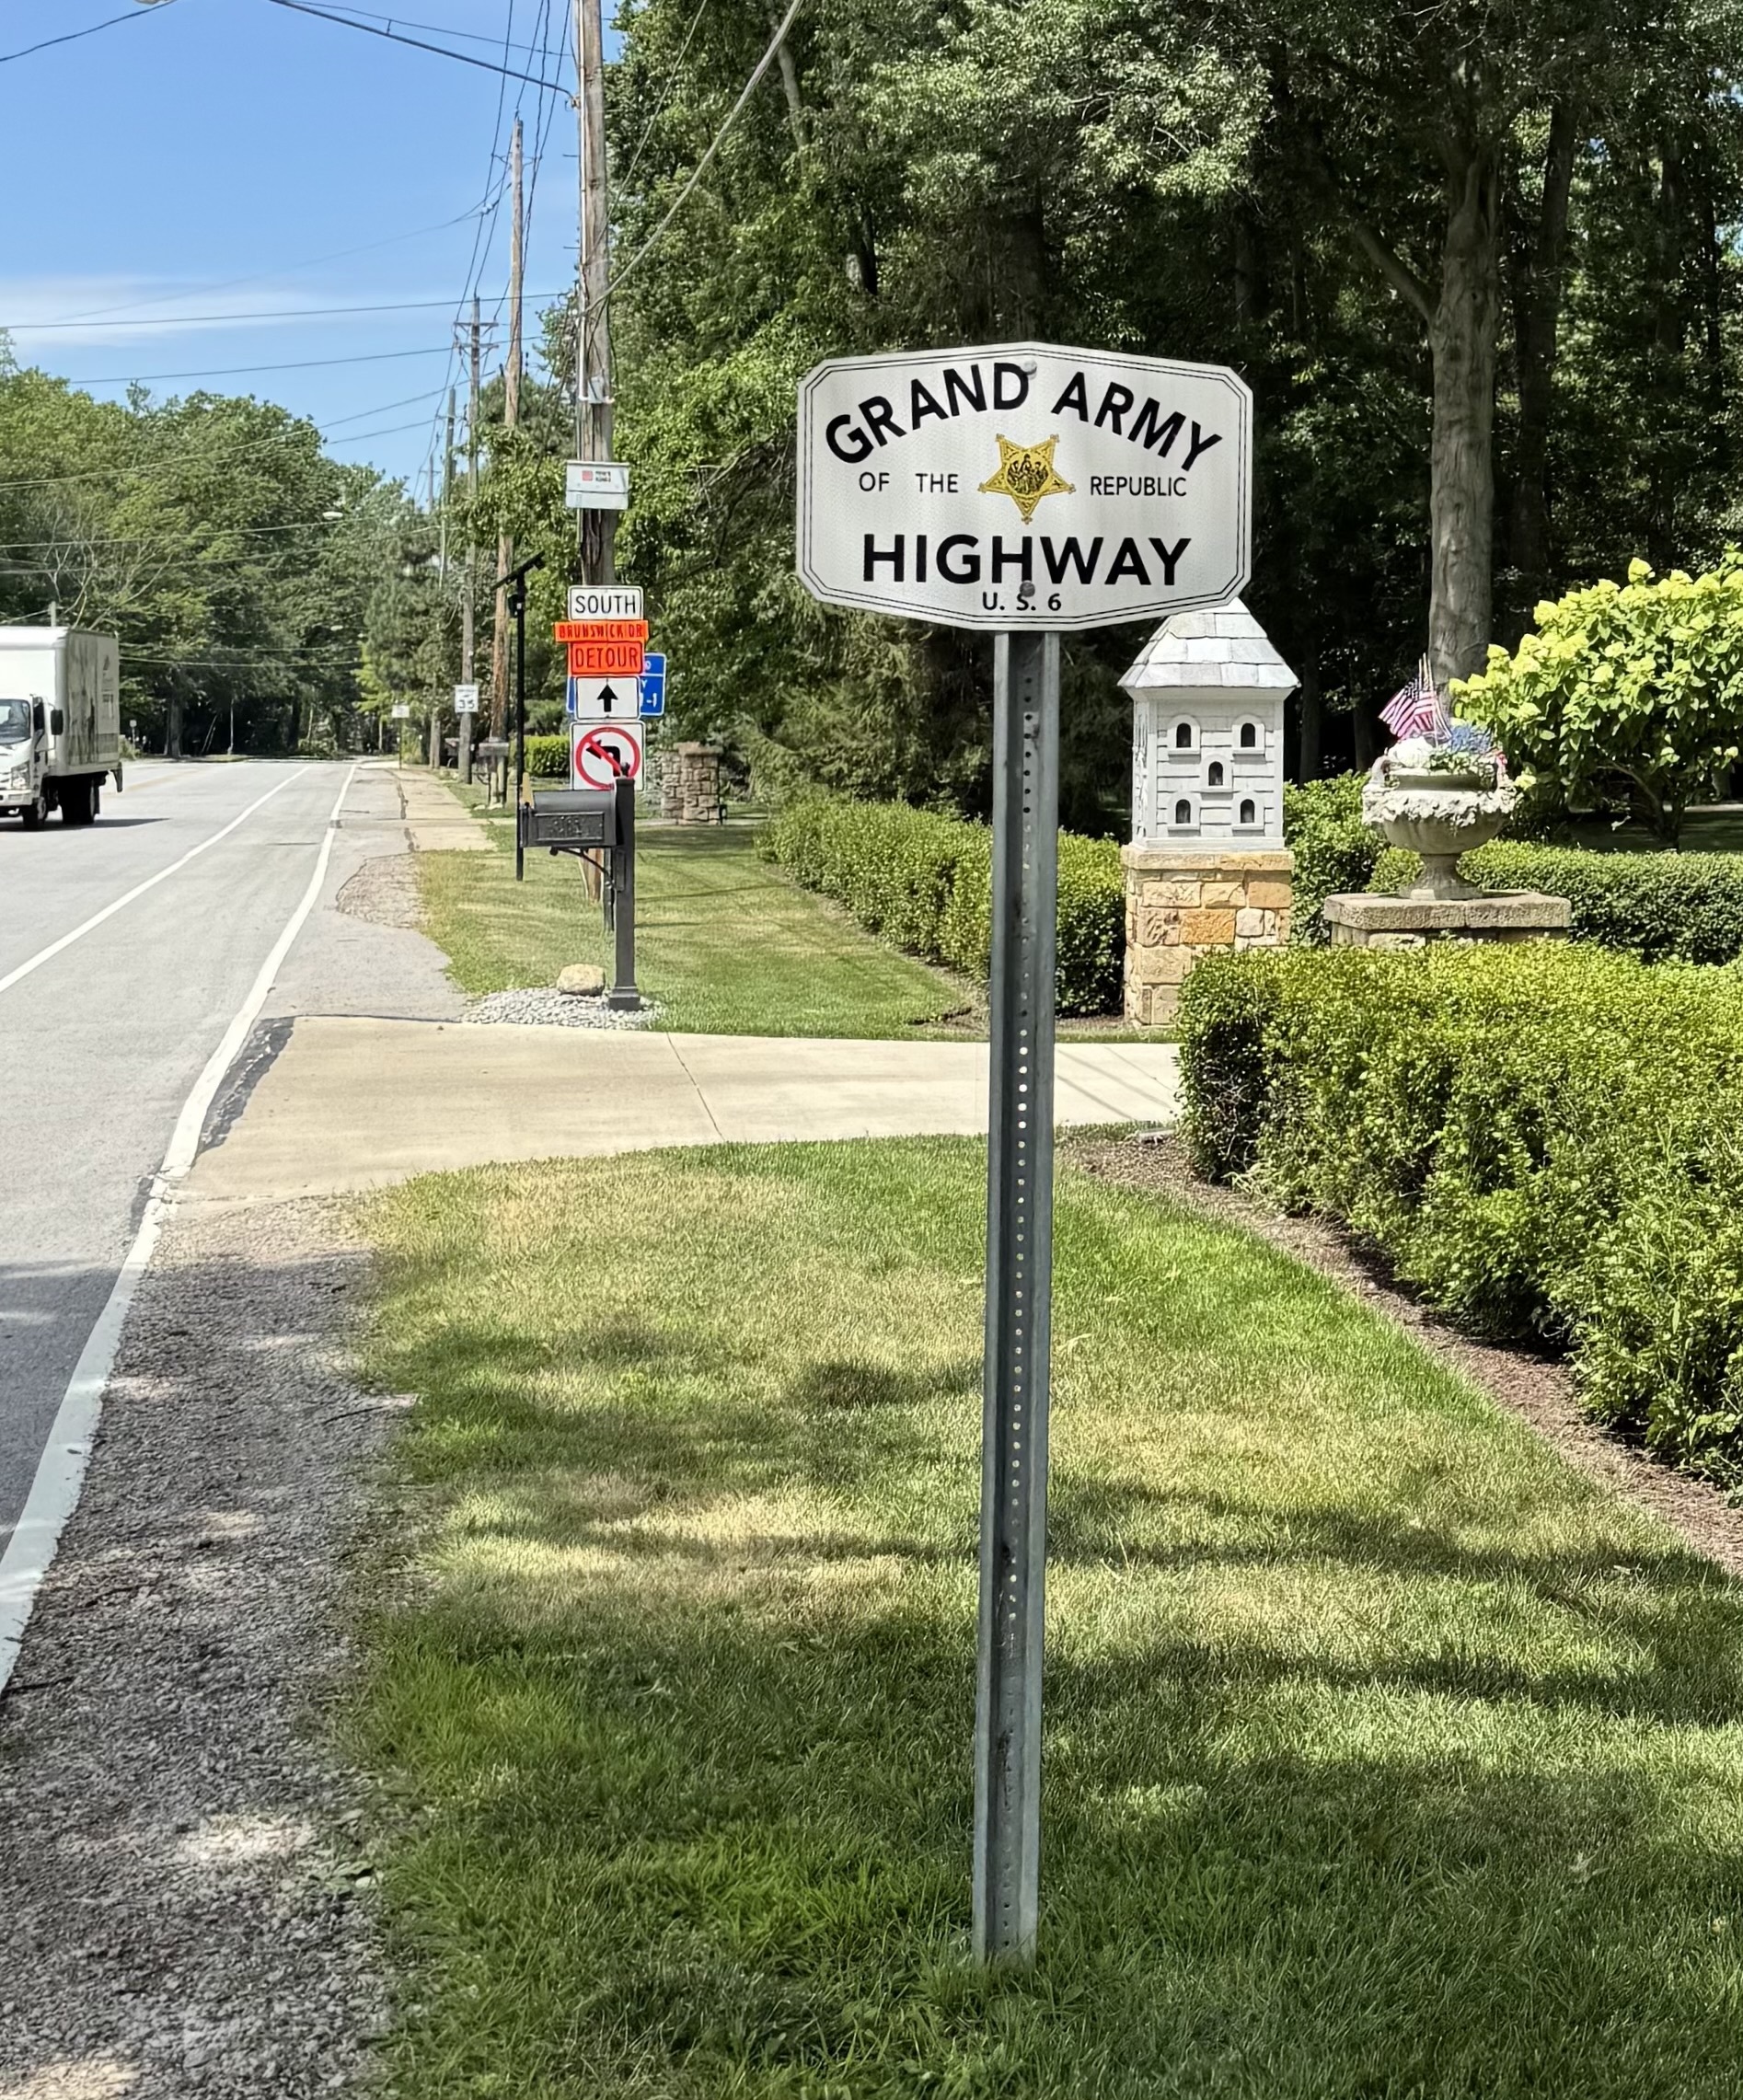 GRAND ARMY
OF THE REPUBLIC
HIGHWAY
U. S. 6
SOUTH
BRUNSWICK DR
DETOUR
35